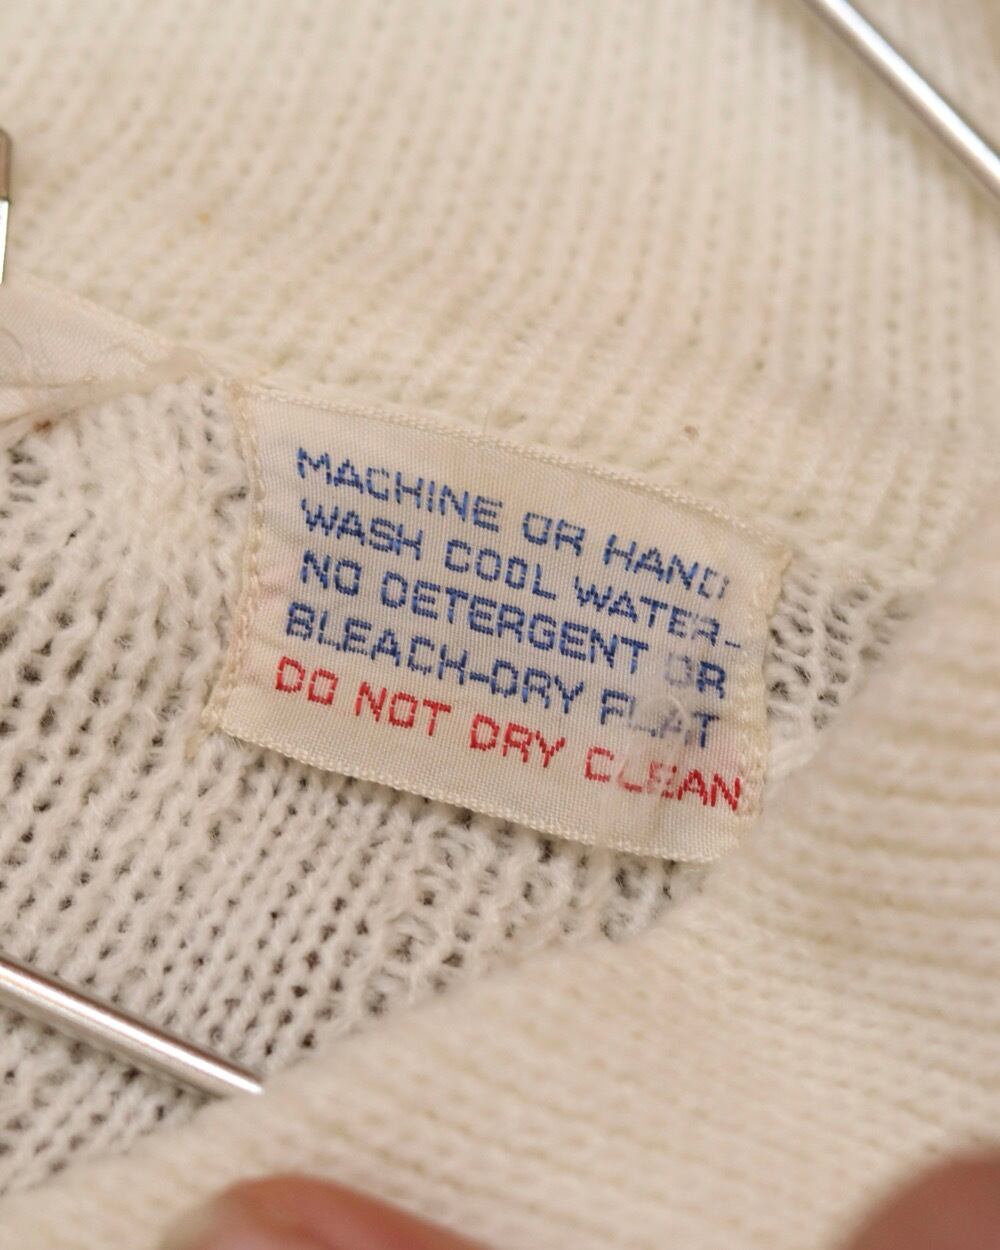 MACHINE OR HAND
WASH COOL WATER-
NO DETERGENT OR
BLEACH-DRY FLAT
DO NOT DRY CLEAN